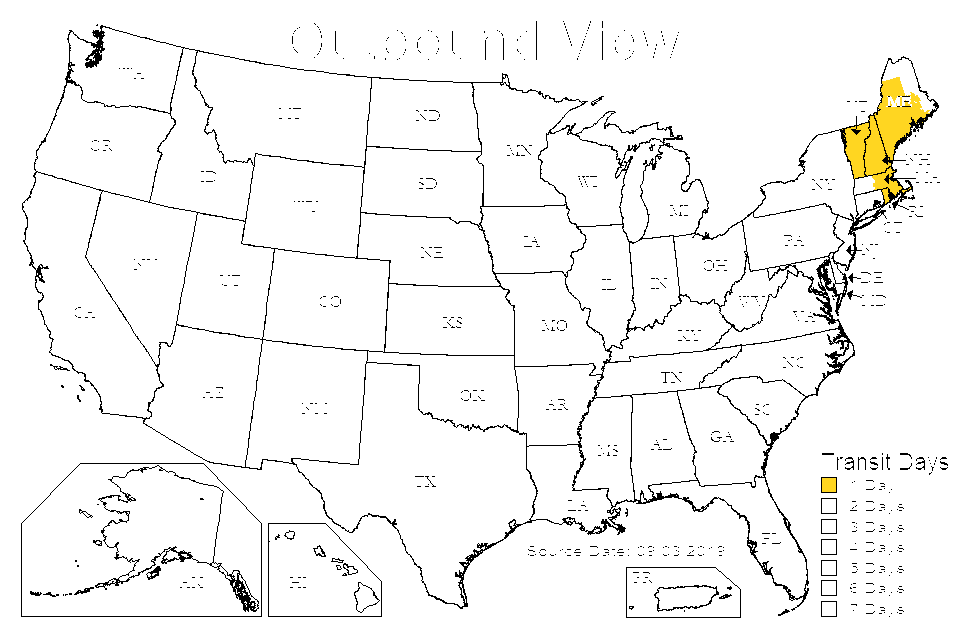 Outbound View
WA
MT
ND
MN
OR
ID
SD
WI
MI
NY
ME
NH
RI
CT
NJ
DE
MD
NV
UT
CO
NE
KS
IA
IL
IN
OH
PA
WV
VA
CA
MO
KY
NC
TN
AZ
NM
OK
AR
SC
MS
AL
GA
TX
LA
FL
AK
HI
PR
Source Date: 09.03.2019
Transit Days
1 Day
2 Days
3 Days
4 Days
5 Days
6 Days
7 Days